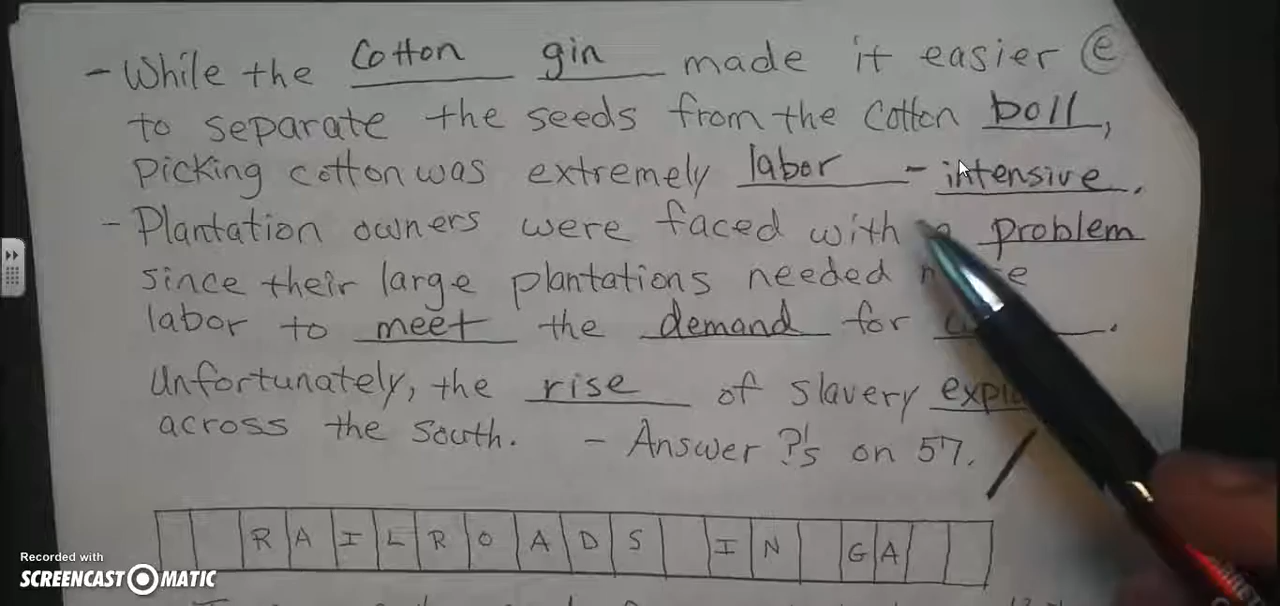 - While the Cotton gin made it easier e
to separate the seeds from the Cotton boll,
Picking cotton was extremely labor - intensive.
- Plantation owners were faced with problem
since their large plantations needed
labor to meet the demand for
Unfortunately, the rise of slavery
across the south. - Answer ?'s on 57.
RAILROADS IN GA
Recorded with
SCREENCAST-O-MATIC